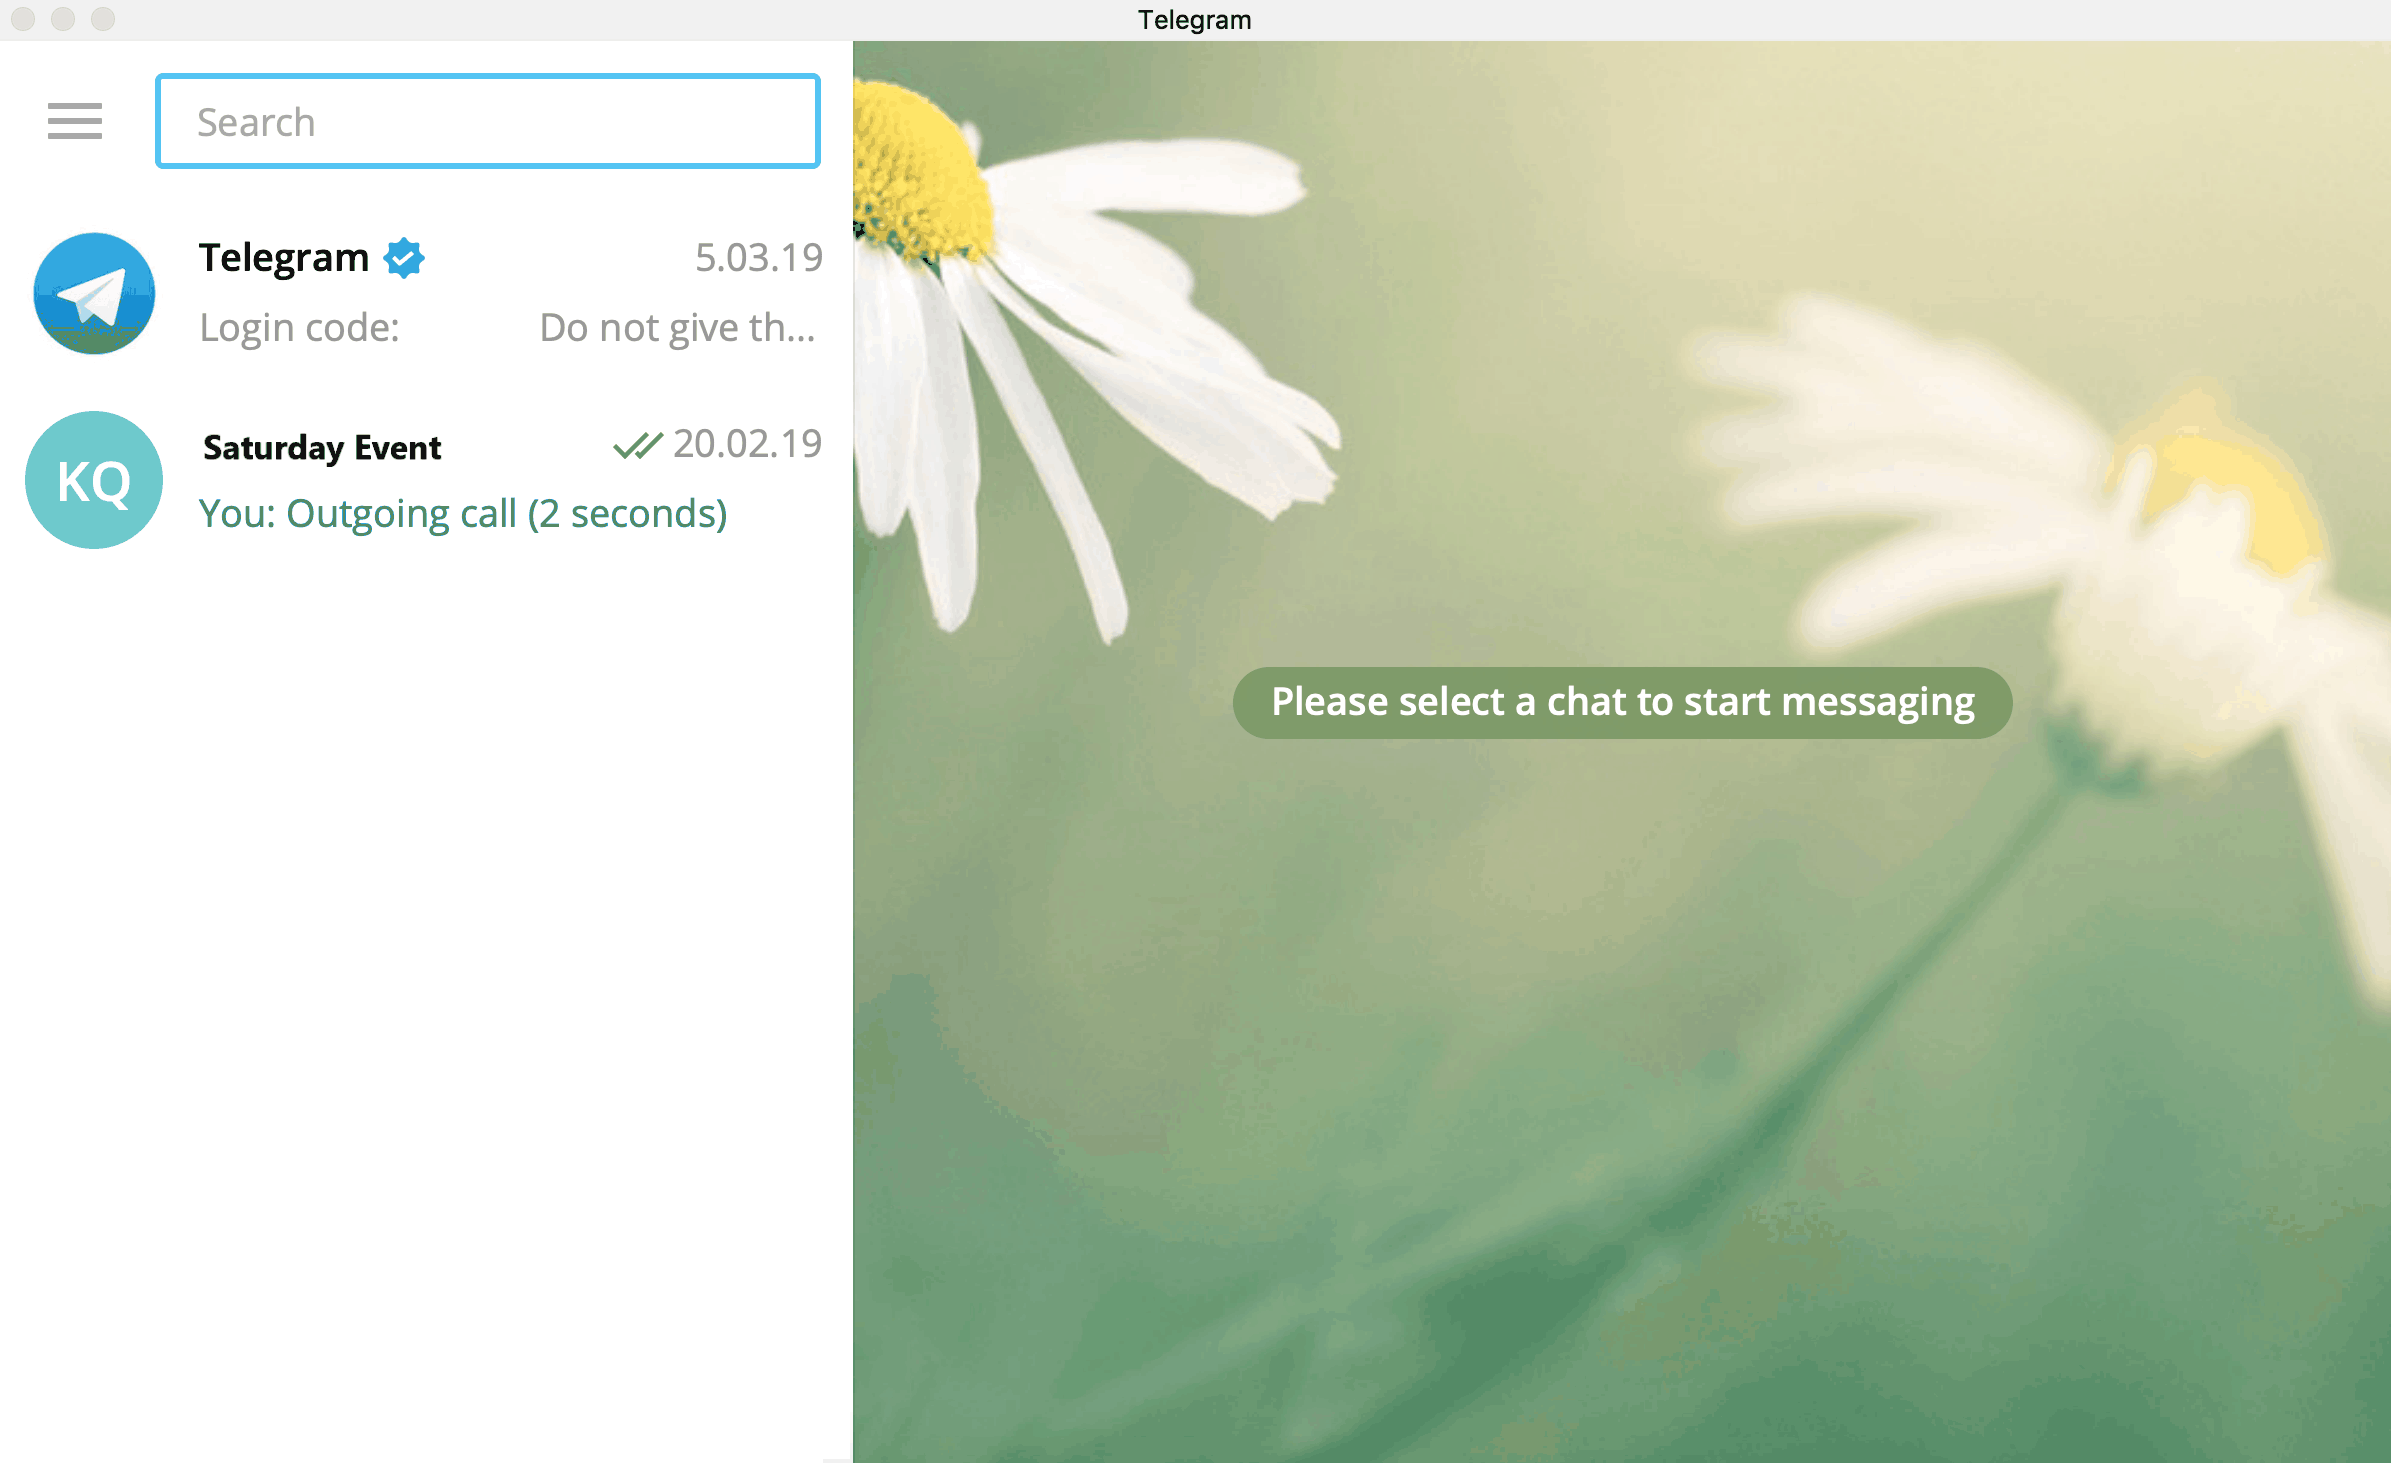 Telegram
Search
Telegram 5.03.19
Login code: Do not give th...
KQ
Saturday Event 20.02.19
You: Outgoing call (2 seconds)
Please select a chat to start messaging